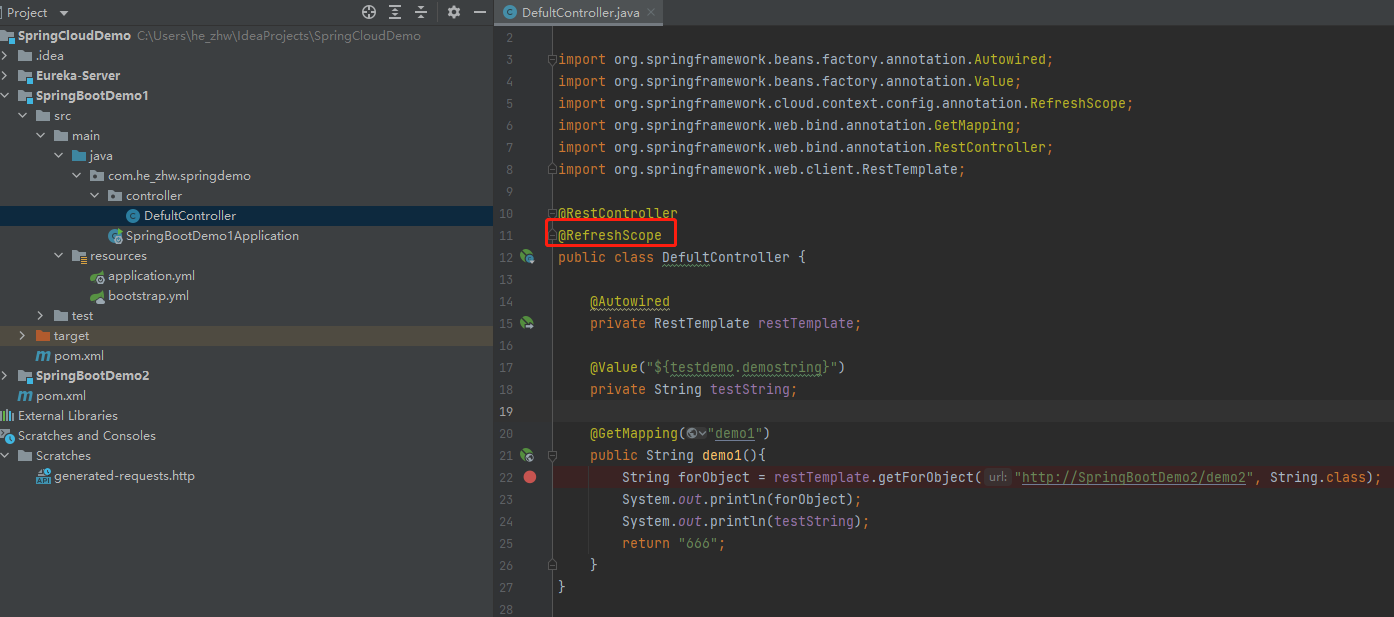 Project
SpringCloudDemo C:\Users\he_zhw\IdeaProjects\SpringCloudDemo
.idea
Eureka-Server
SpringBootDemo1
src
main
java
com.he_zhw.springdemo
controller
DefultController
SpringBootDemo1Application
resources
application.yml
bootstrap.yml
test
target
pom.xml
SpringBootDemo2
pom.xml
External Libraries
Scratches and Consoles
Scratches
generated-requests.http
DefultController.java
2
3 import org.springframework.beans.factory.annotation.Autowired;
4 import org.springframework.beans.factory.annotation.Value;
5 import org.springframework.cloud.context.config.annotation.RefreshScope;
6 import org.springframework.web.bind.annotation.GetMapping;
7 import org.springframework.web.bind.annotation.RestController;
8 import org.springframework.web.client.RestTemplate;
9
10 @RestController
11 @RefreshScope
12 public class DefultController {
13
14 @Autowired
15 private RestTemplate restTemplate;
16
17 @Value("${testdemo.demostring}")
18 private String testString;
19
20 @GetMapping("demo1")
21 public String demo1(){
22 String forObject = restTemplate.getForObject( url: "http://SpringBootDemo2/demo2", String.class);
23 System.out.println(forObject);
24 System.out.println(testString);
25 return "666";
26 }
27 }
28